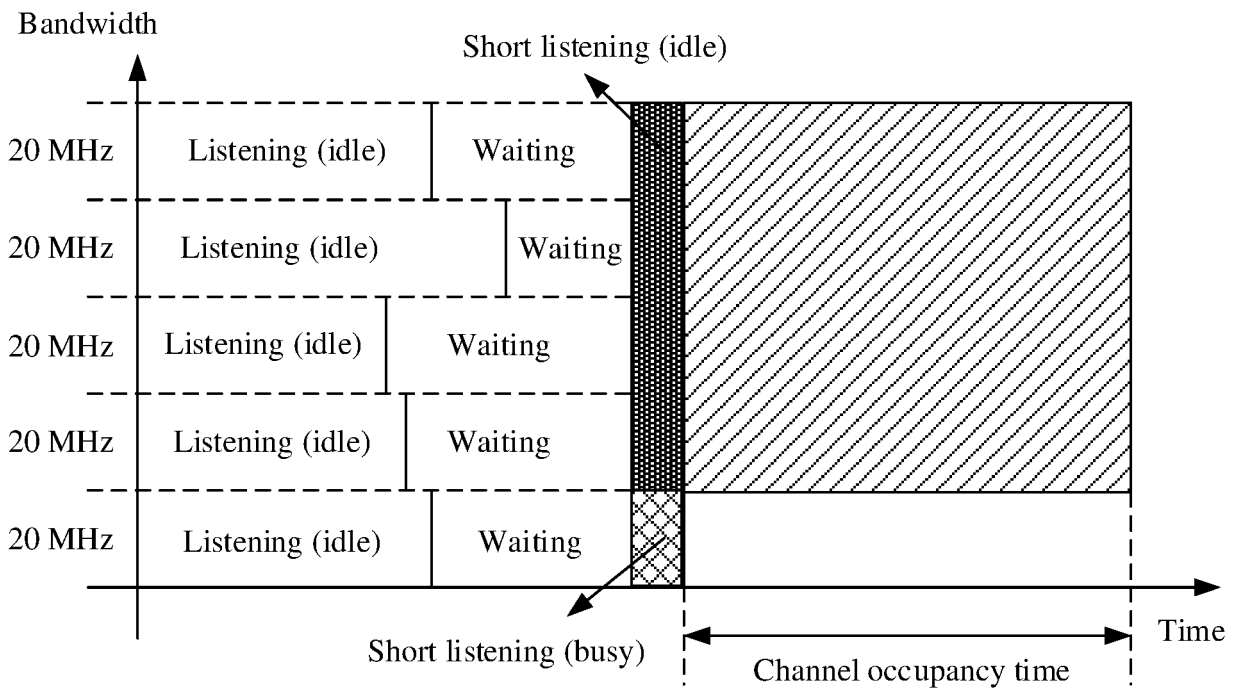 Bandwidth
Short listening (idle)
20 MHz Listening (idle) Waiting
20 MHz Listening (idle) Waiting
20 MHz Listening (idle) Waiting
20 MHz Listening (idle) Waiting
20 MHz Listening (idle) Waiting
Time
Short listening (busy)
Channel occupancy time